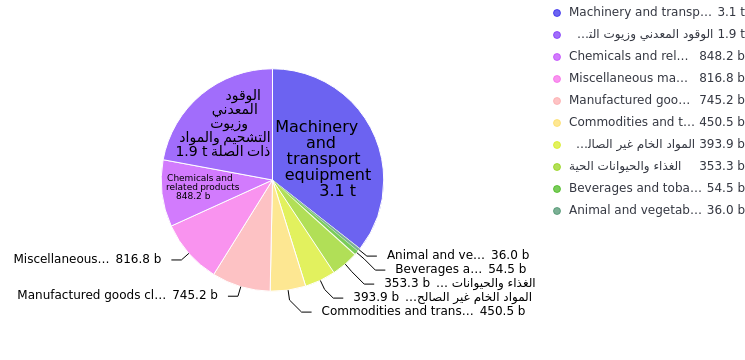 Machinery and transp... 3.1 t
1.9 t الوقود المعدني وزيوت الت...
Chemicals and rel... 848.2 b
Miscellaneous ma... 816.8 b
Manufactured goo... 745.2 b
Commodities and t... 450.5 b
393.9 b المواد الخام غير الصال...
الغذاء والحيوانات الحية 353.3 b
Beverages and toba... 54.5 b
Animal and vegetab... 36.0 b
الوقود
المعدني
وزيوت
التشحيم والمواد
ذات الصلة 1.9 t
Machinery
and
transport
equipment
3.1 t
Chemicals and
related products
848.2 b
Miscellaneous... 816.8 b
Manufactured goods cl... 745.2 b
Animal and ve... 36.0 b
Beverages a... 54.5 b
353.3 b الغذاء والحيوانات ...
393.9 b المواد الخام غير الصالح...
Commodities and trans... 450.5 b